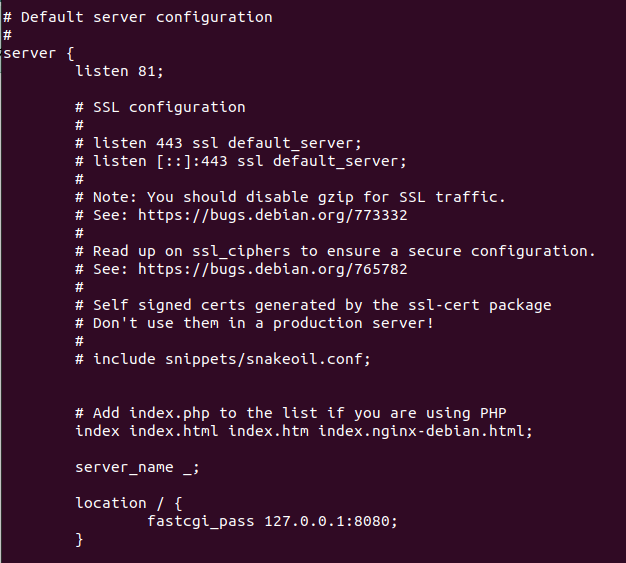 # Default server configuration
#
server {
        listen 81;

        # SSL configuration
        #
        # listen 443 ssl default_server;
        # listen [::]:443 ssl default_server;
        #
        # Note: You should disable gzip for SSL traffic.
        # See: https://bugs.debian.org/773332
        #
        # Read up on ssl_ciphers to ensure a secure configuration.
        # See: https://bugs.debian.org/765782
        #
        # Self signed certs generated by the ssl-cert package
        # Don't use them in a production server!
        #
        # include snippets/snakeoil.conf;


        # Add index.php to the list if you are using PHP
        index index.html index.htm index.nginx-debian.html;

        server_name _;

        location / {
                fastcgi_pass 127.0.0.1:8080;
        }